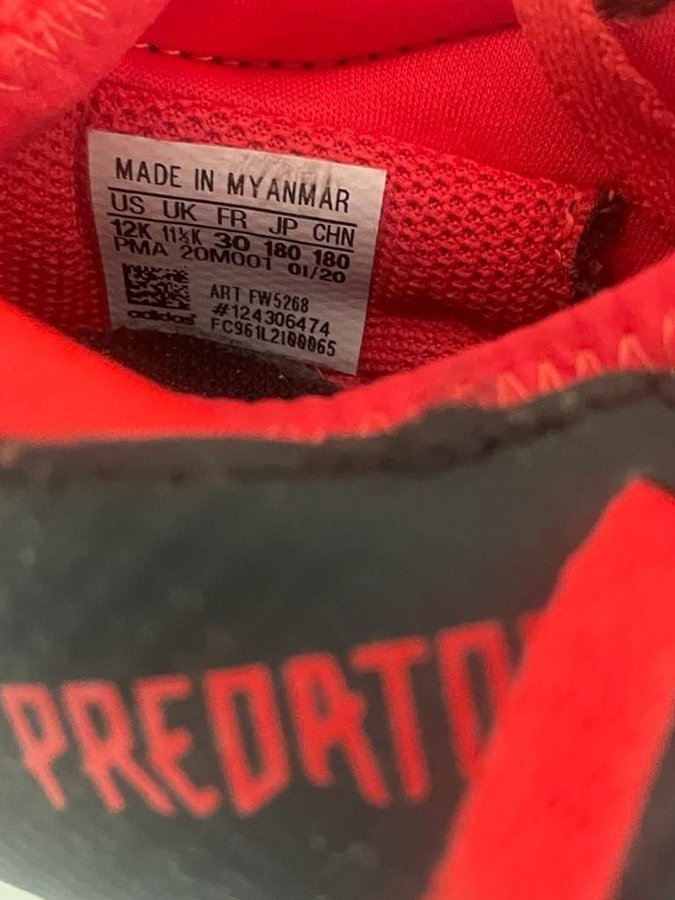 MADE IN MYANMAR
US UK FR JP CHN
12K 11½K 30 180 180
PMA 20M001 01/20
ART FW5268
#124306474
adidas FC961L2100065
PREDATO